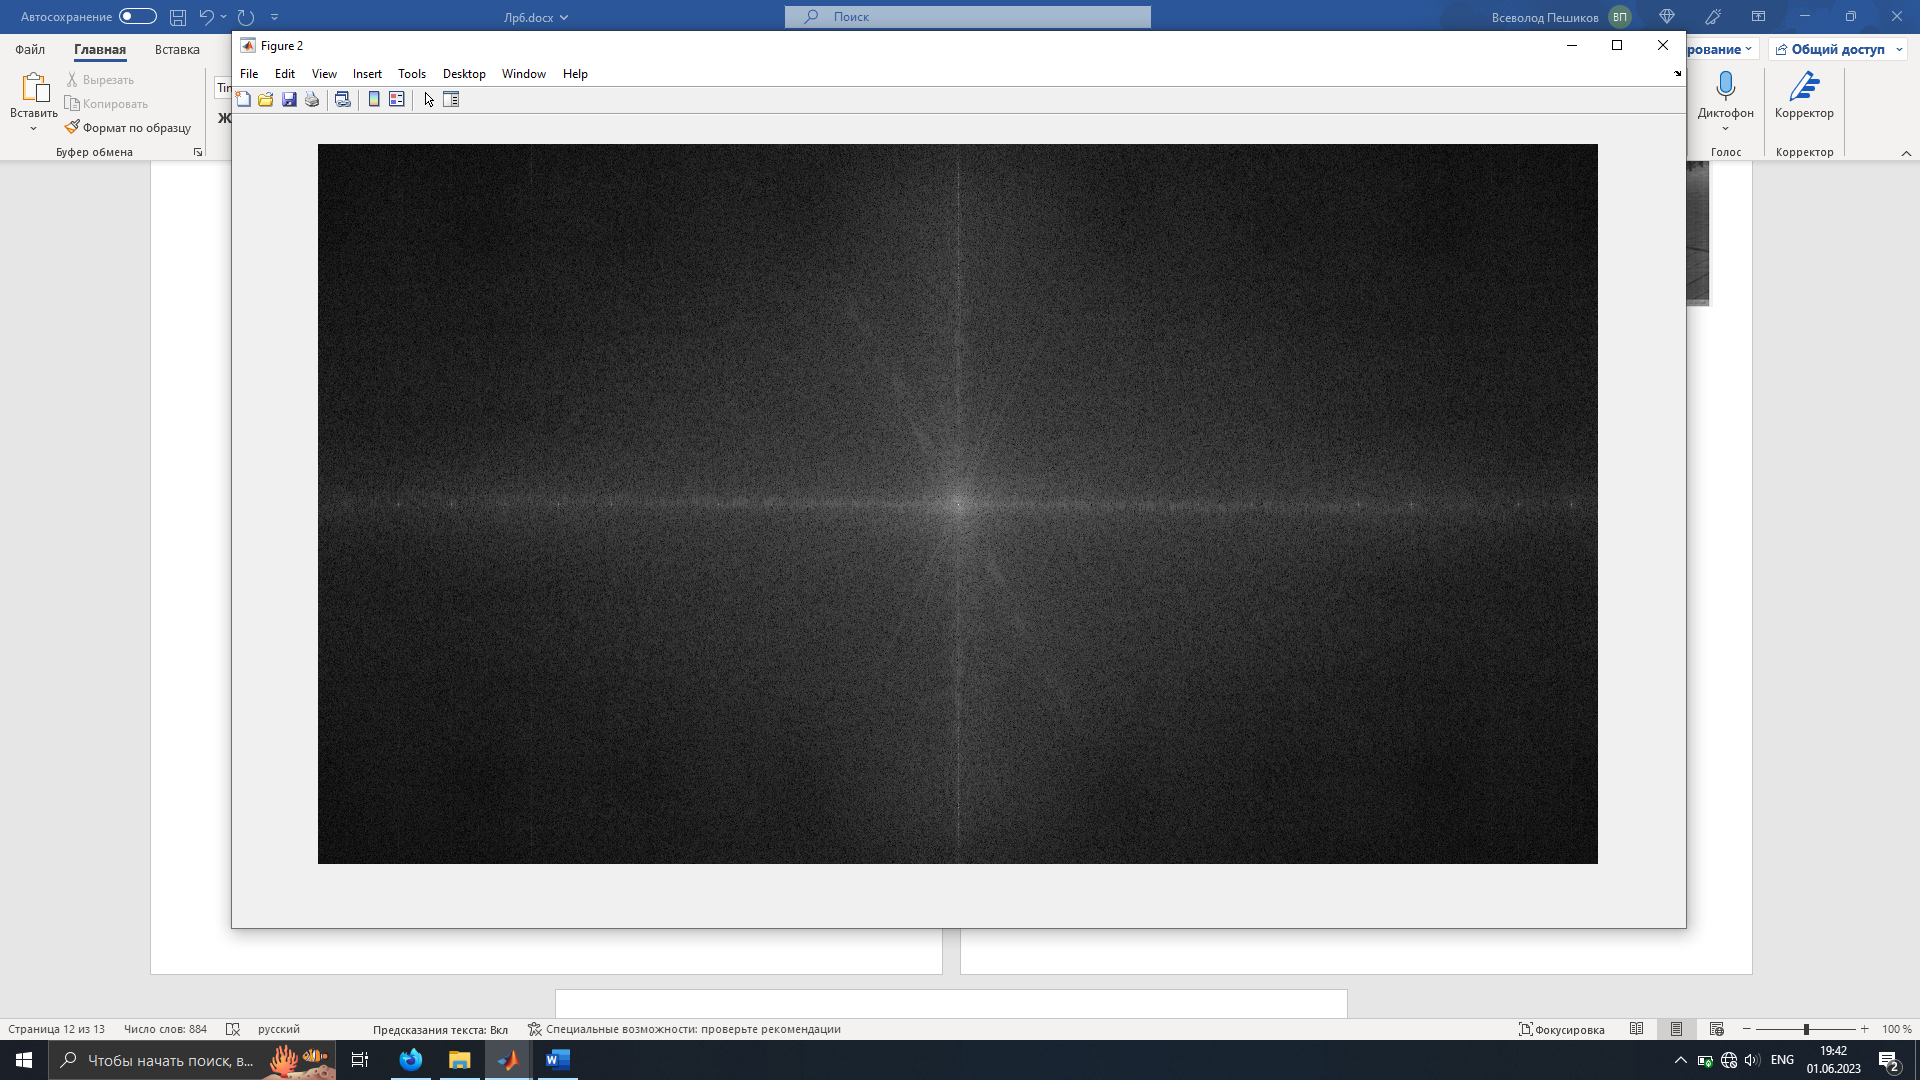 Автосохранение
Лр6.docx
Поиск
Всеволод Пешиков
ВП
Файл
Главная
Вставка
Общий доступ
Вставить
Вырезать
Копировать
Формат по образцу
Буфер обмена
Ж
Диктофон
Голос
Корректор
Корректор
Figure 2
File Edit View Insert Tools Desktop Window Help
Страница 12 из 13
Число слов: 884
русский
Предсказания текста: Вкл
Специальные возможности: проверьте рекомендации
Фокусировка
100 %
Чтобы начать поиск, в...
ENG
19:42
01.06.2023
2